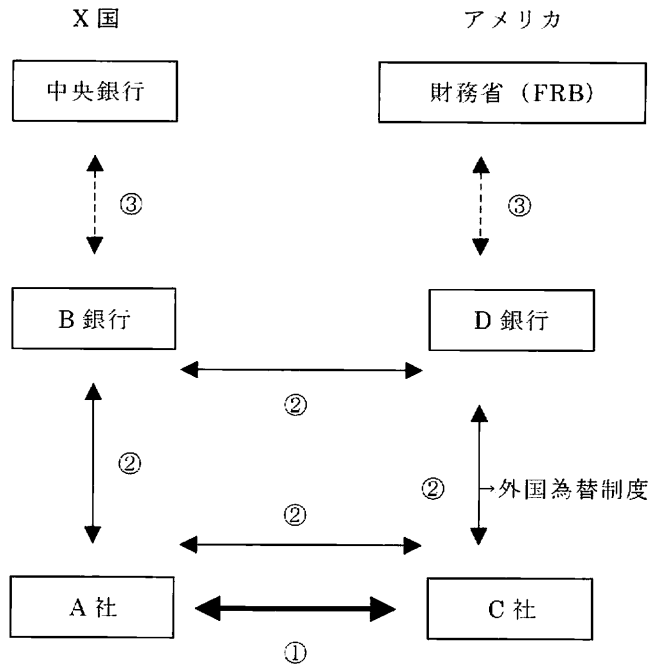 X国 アメリカ
中央銀行 財務省（FRB）
③ ③
B銀行 D銀行
②
② ② →外国為替制度
②
A社 C社
①